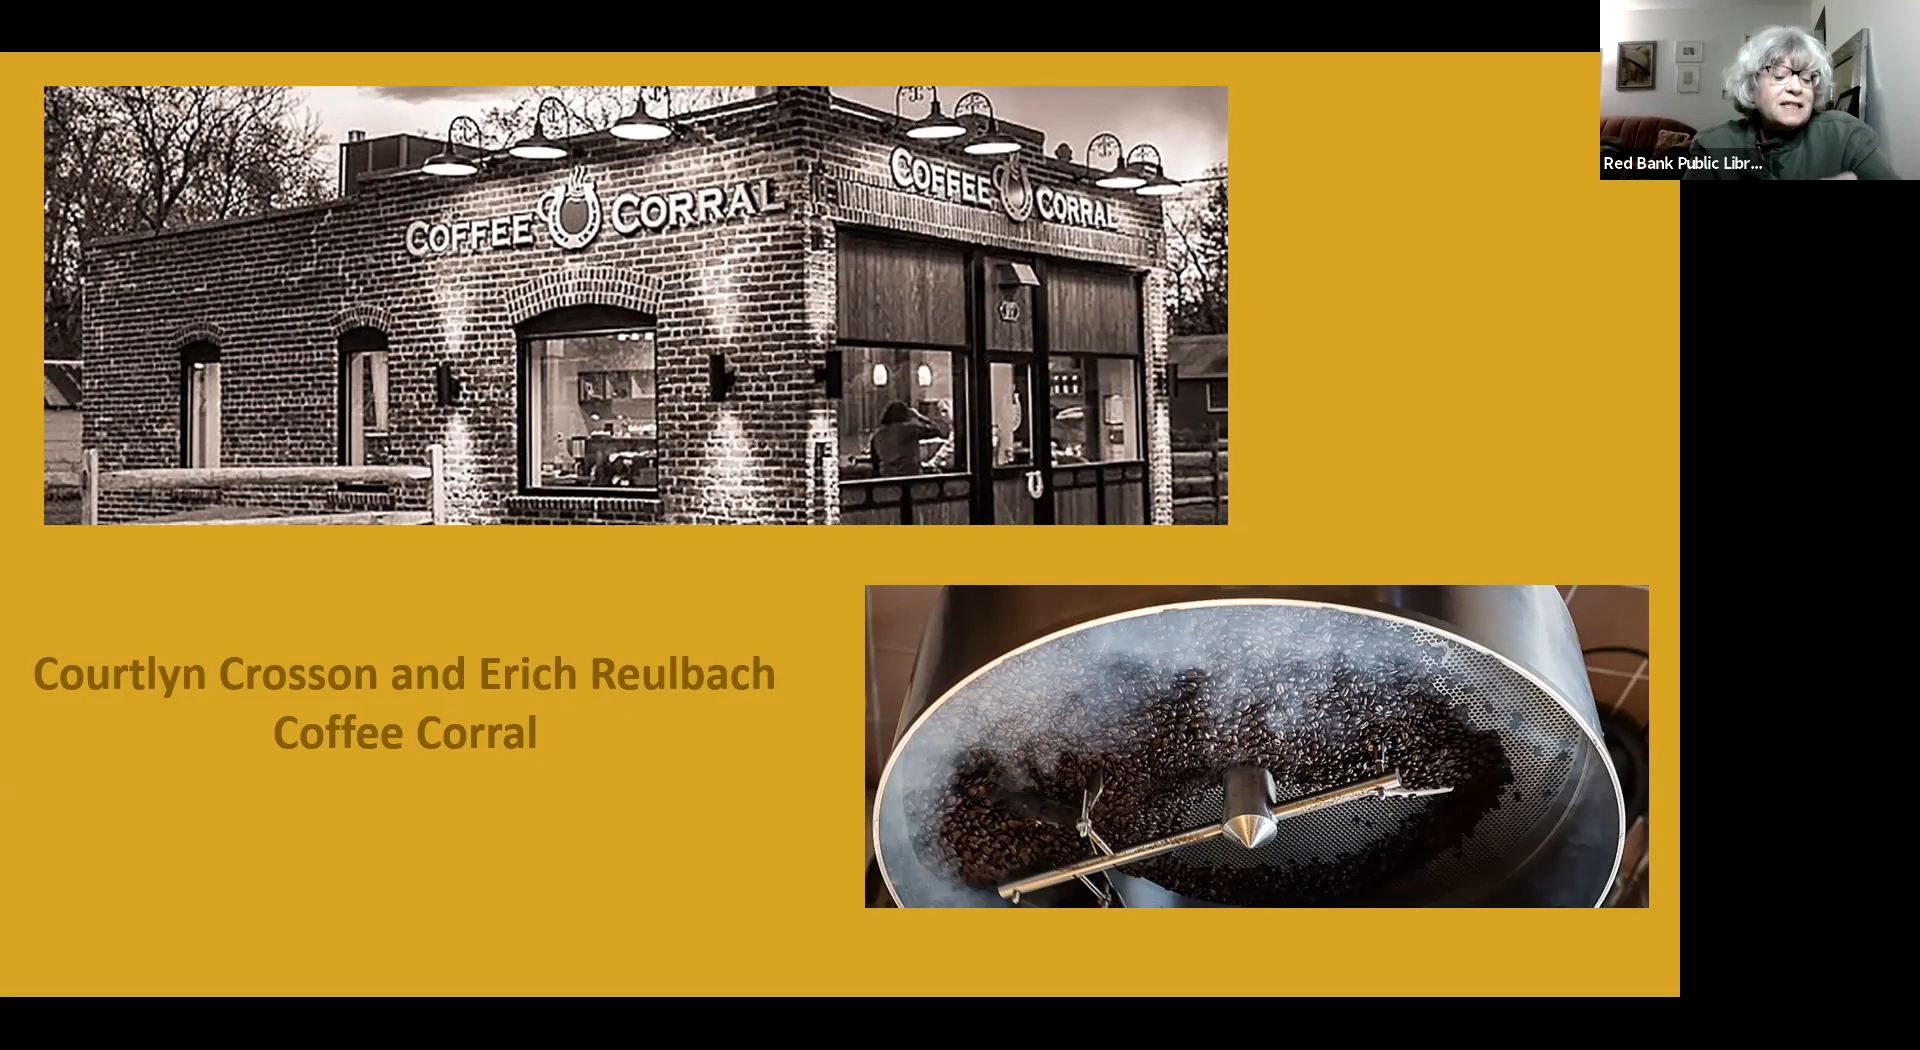 COFFEE CORRAL
COFFEE CORRAL
Red Bank Public Libr...
Courtlyn Crosson and Erich Reulbach
Coffee Corral